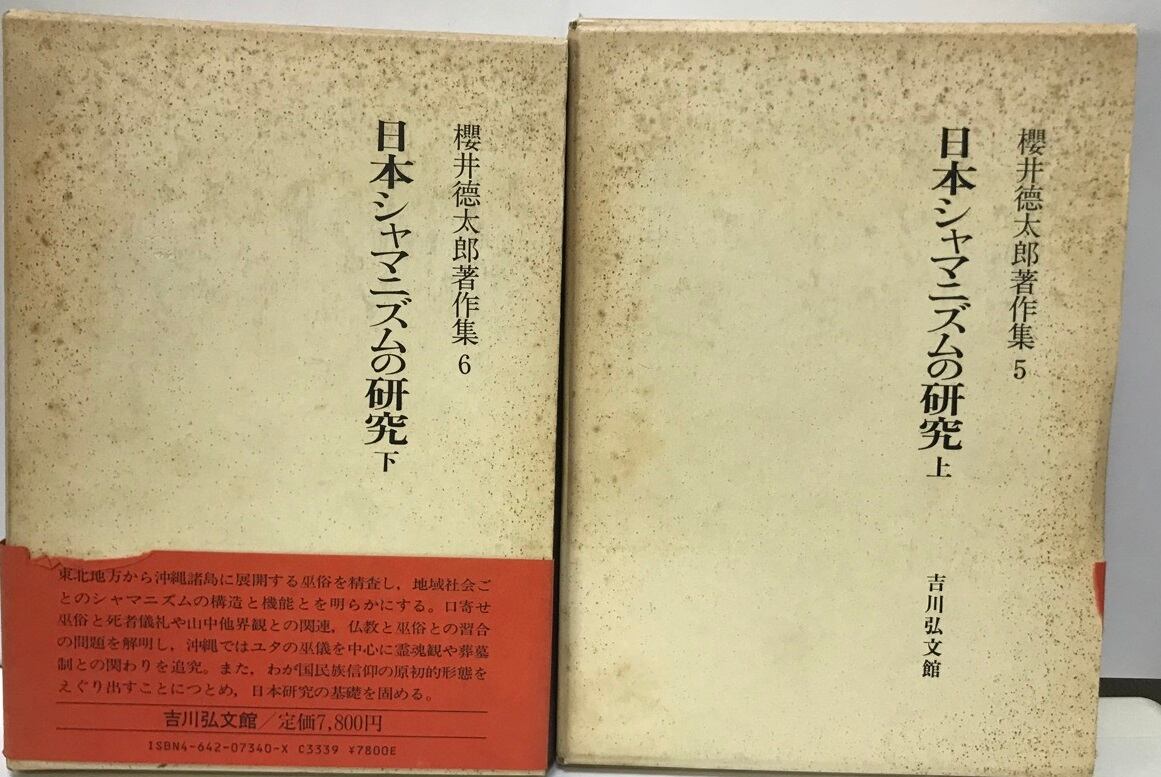 櫻井德太郎著作集 6
日本シャマニズムの研究 下
東北地方から沖縄諸島に展開する巫俗を精査し，地域社会ご
とのシャマニズムの構造と機能とを明らかにする。口寄せ
巫俗と死者儀礼や山中他界観との関連，仏教と巫俗との習合
の問題を解明し，沖縄ではユタの巫儀を中心に霊魂観や葬墓
制との関わりを追究。また，わが国民族信仰の原初的形態を
えぐり出すことにつとめ，日本研究の基礎を固める。
吉川弘文館／定価7,800円
ISBN4-642-07340-X C3339 ¥7800E
櫻井德太郎著作集 5
日本シャマニズムの研究 上
吉川弘文館